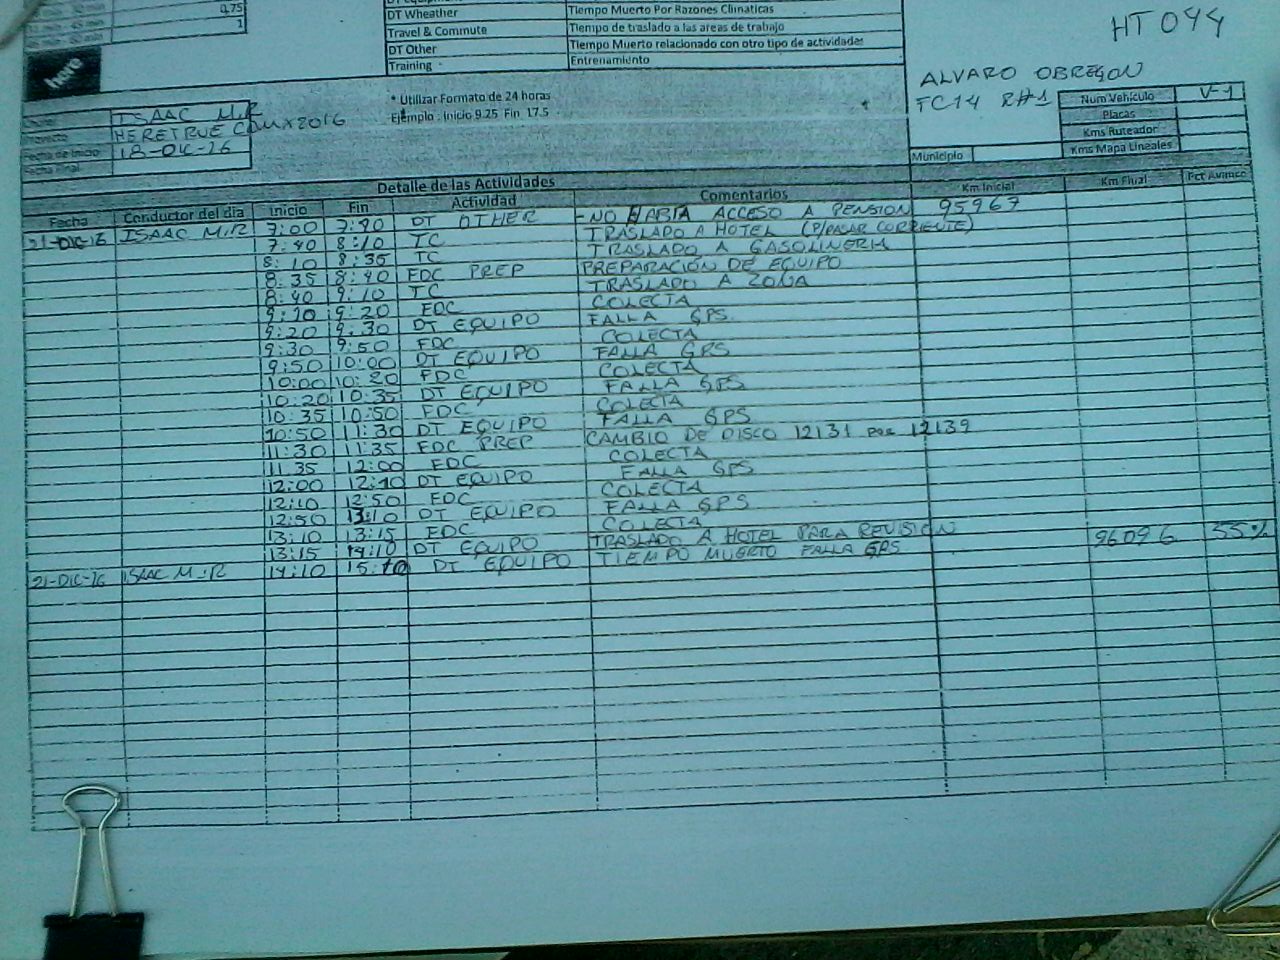 0,75
1
here
DT Wheather Tiempo Muerto Por Razones Climaticas
Travel & Commute Tiempo de traslado a las areas de trabajo
DT Other Tiempo Muerto relacionado con otro tipo de actividades
Training Entrenamiento
HT 044
ALVARO OBREGON
TC14 RH1
* Utilizar Formato de 24 horas
Ejemplo : Inicio 9.25 Fin 17.5
ISAAC M.R
HERETRUE CDMX2016
Fecha de Inicio 18-DIC-16
Fecha Final
Num Vehiculo V-1
Placas
Kms Ruteador
Kms Mapa Lineales
Municipio
Detalle de las Actividades
Fecha Conductor del dia Inicio Fin Actividad Comentarios Km Inicial Km Final Pct Avance
21-DIC-16 ISAAC M.R 7:00 7:40 DT OTHER -NO HABIA ACCESO A PENSION 95967
7:40 8:10 TC TRASLADO A HOTEL (P/PASAR CORRIENTE)
8:10 8:35 TC TRASLADO A GASOLINERIA
8:35 8:40 FDC PREP PREPARACIÓN DE EQUIPO
8:40 9:10 TC TRASLADO A ZONA
9:10 9:20 FDC COLECTA
9:20 9:30 DT EQUIPO FALLA GPS
9:30 9:50 FDC COLECTA
9:50 10:00 DT EQUIPO FALLA GPS
10:00 10:20 FDC COLECTA
10:20 10:35 DT EQUIPO FALLA GPS
10:35 10:50 FDC COLECTA
10:50 11:30 DT EQUIPO FALLA GPS
11:30 11:35 FDC PREP CAMBIO DE DISCO 12131 POR 12139
11:35 12:00 FDC COLECTA
12:00 12:10 DT EQUIPO FALLA GPS
12:10 12:50 FDC COLECTA
12:50 13:10 DT EQUIPO FALLA GPS
13:10 13:15 FDC COLECTA
13:15 14:10 DT EQUIPO TRASLADO A HOTEL PARA REVISION
21-DIC-16 ISAAC M.R 14:10 15:10 DT EQUIPO TIEMPO MUERTO FALLA GPS 96096 55%